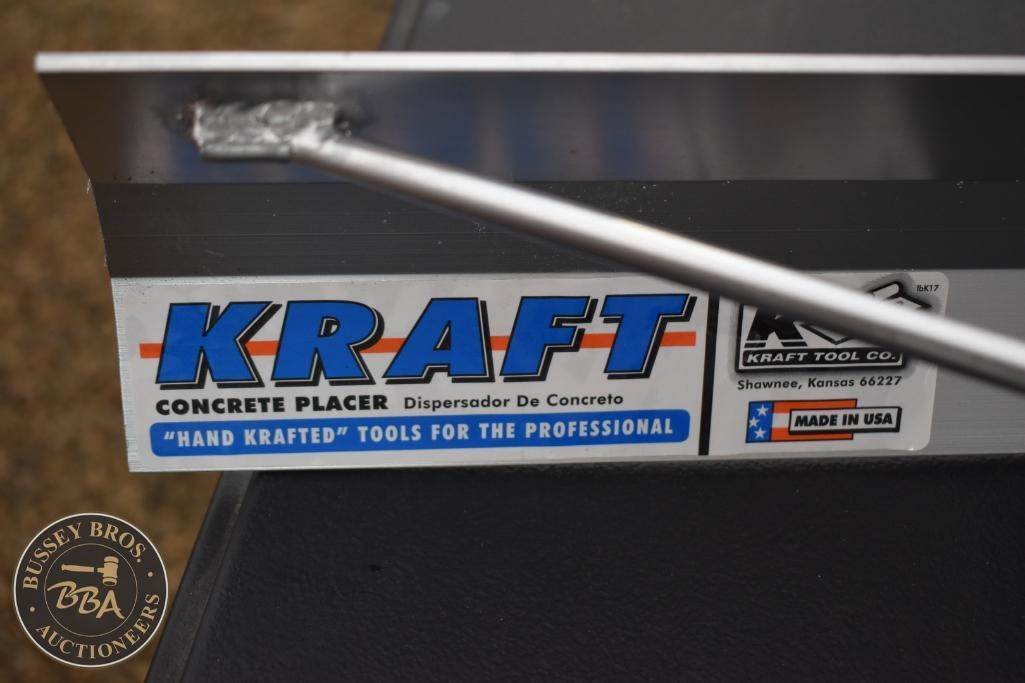 KRAFT
CONCRETE PLACER Dispersador De Concreto
"HAND KRAFTED" TOOLS FOR THE PROFESSIONAL
KRAFT TOOL CO.
Shawnee, Kansas 66227
MADE IN USA
BUSSEY BROS.
BBA
AUCTIONEERS